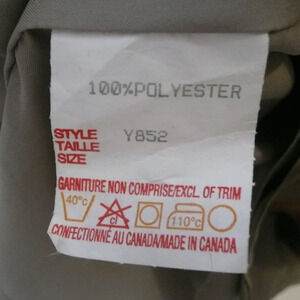 100%POLYESTER
STYLE Y852
TAILLE
SIZE
GARNITURE NON COMPRISE/EXCL. OF TRIM
40°C 110°C
CONFECTIONNÉ AU CANADA/MADE IN CANADA